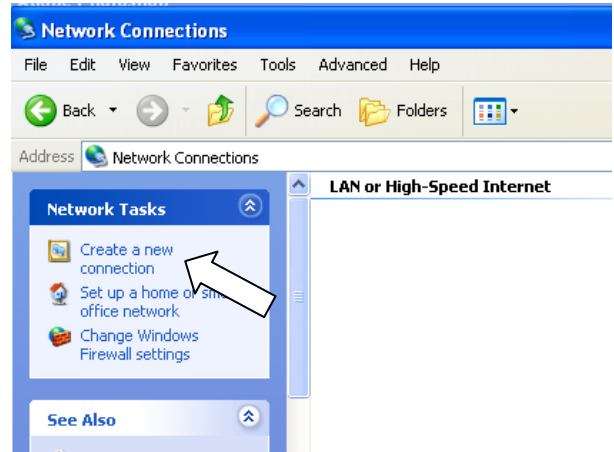 Network Connections
File Edit View Favorites Tools Advanced Help
Back Search Folders
Address Network Connections
LAN or High-Speed Internet
Network Tasks
Create a new
connection
Set up a home or
office network
Change Windows
Firewall settings
See Also